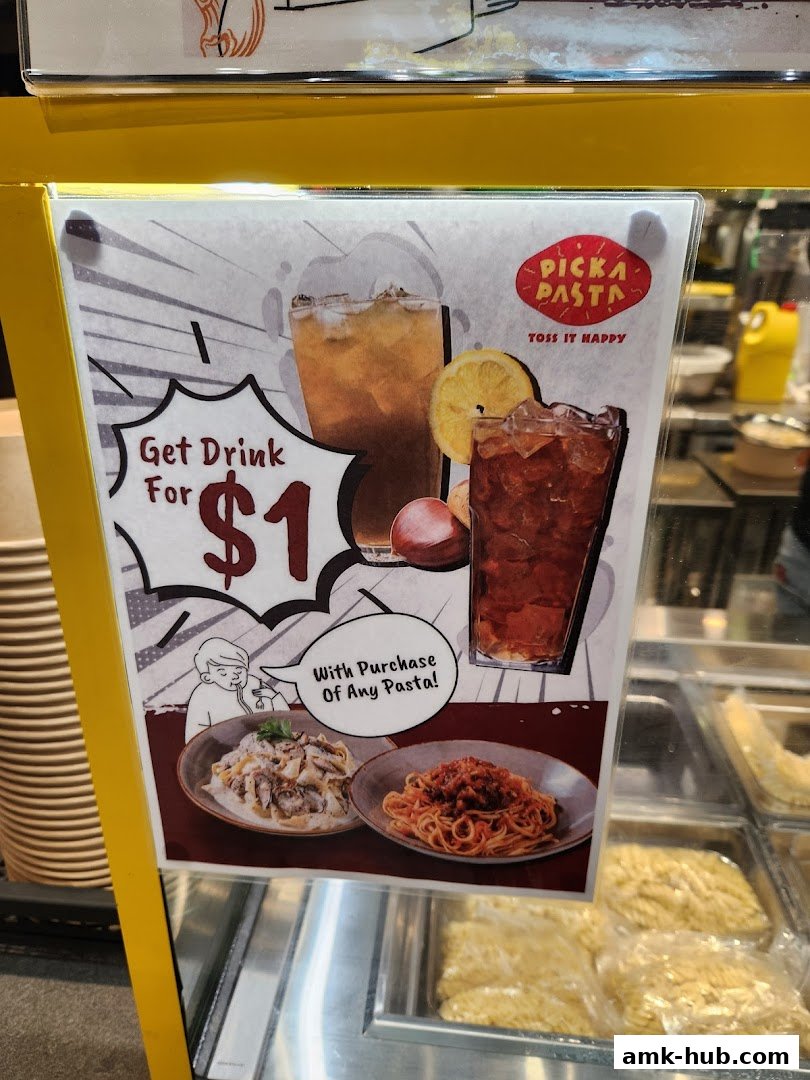 PICKA
PASTA
TOSS IT HAPPY
Get Drink
For $1
With Purchase
Of Any Pasta!
amk-hub.com